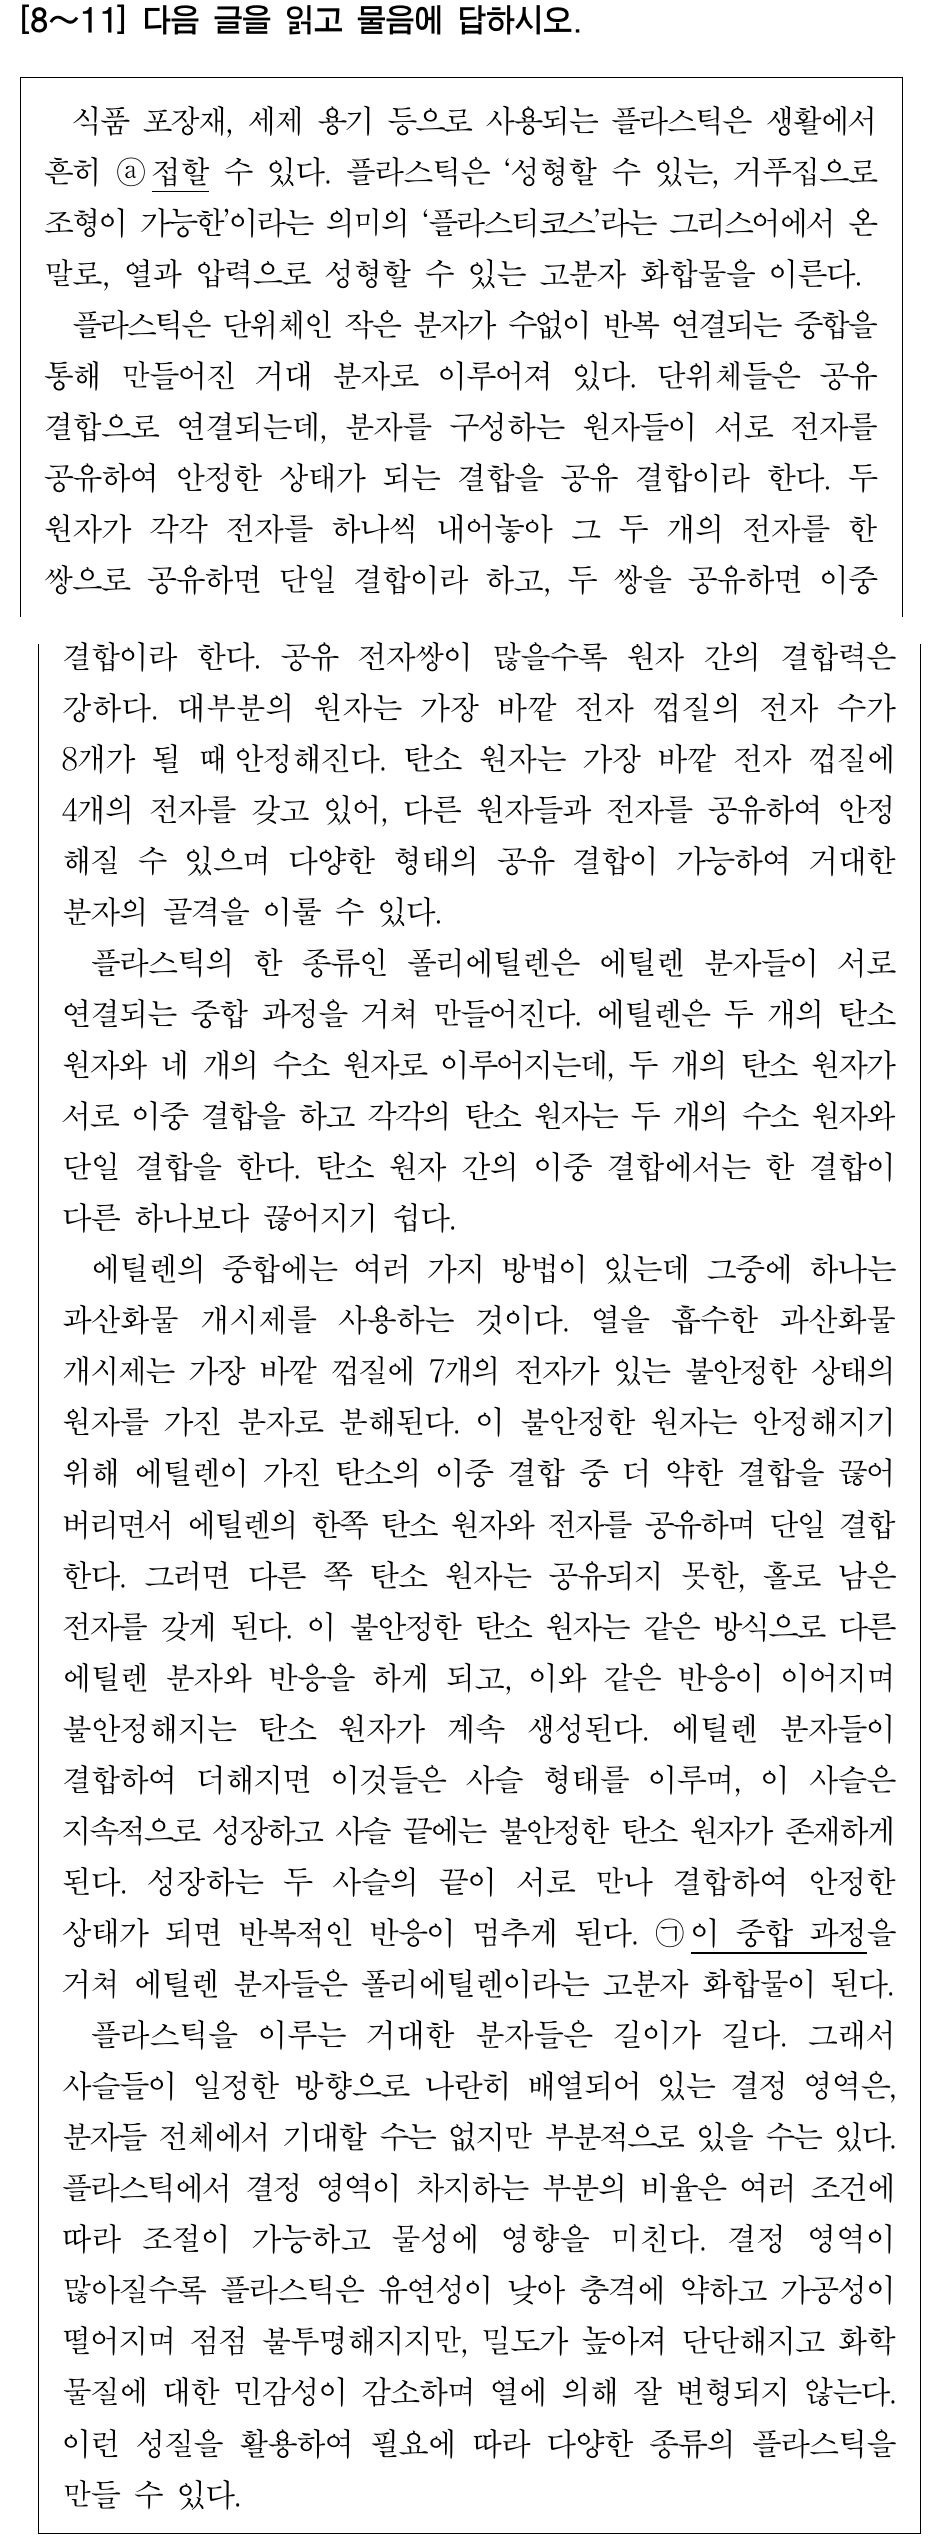 [8～11] 다음 글을 읽고 물음에 답하시오.
식품 포장재, 세제 용기 등으로 사용되는 플라스틱은 생활에서
흔히 ⓐ접할 수 있다. 플라스틱은 ‘성형할 수 있는, 거푸집으로
조형이 가능한’이라는 의미의 ‘플라스티코스’라는 그리스어에서 온
말로, 열과 압력으로 성형할 수 있는 고분자 화합물을 이른다.
플라스틱은 단위체인 작은 분자가 수없이 반복 연결되는 중합을
통해 만들어진 거대 분자로 이루어져 있다. 단위체들은 공유
결합으로 연결되는데, 분자를 구성하는 원자들이 서로 전자를
공유하여 안정한 상태가 되는 결합을 공유 결합이라 한다. 두
원자가 각각 전자를 하나씩 내어놓아 그 두 개의 전자를 한
쌍으로 공유하면 단일 결합이라 하고, 두 쌍을 공유하면 이중
결합이라 한다. 공유 전자쌍이 많을수록 원자 간의 결합력은
강하다. 대부분의 원자는 가장 바깥 전자 껍질의 전자 수가
8개가 될 때 안정해진다. 탄소 원자는 가장 바깥 전자 껍질에
4개의 전자를 갖고 있어, 다른 원자들과 전자를 공유하여 안정
해질 수 있으며 다양한 형태의 공유 결합이 가능하여 거대한
분자의 골격을 이룰 수 있다.
플라스틱의 한 종류인 폴리에틸렌은 에틸렌 분자들이 서로
연결되는 중합 과정을 거쳐 만들어진다. 에틸렌은 두 개의 탄소
원자와 네 개의 수소 원자로 이루어지는데, 두 개의 탄소 원자가
서로 이중 결합을 하고 각각의 탄소 원자는 두 개의 수소 원자와
단일 결합을 한다. 탄소 원자 간의 이중 결합에서는 한 결합이
다른 하나보다 끊어지기 쉽다.
에틸렌의 중합에는 여러 가지 방법이 있는데 그중에 하나는
과산화물 개시제를 사용하는 것이다. 열을 흡수한 과산화물
개시제는 가장 바깥 껍질에 7개의 전자가 있는 불안정한 상태의
원자를 가진 분자로 분해된다. 이 불안정한 원자는 안정해지기
위해 에틸렌이 가진 탄소의 이중 결합 중 더 약한 결합을 끊어
버리면서 에틸렌의 한쪽 탄소 원자와 전자를 공유하며 단일 결합
한다. 그러면 다른 쪽 탄소 원자는 공유되지 못한, 홀로 남은
전자를 갖게 된다. 이 불안정한 탄소 원자는 같은 방식으로 다른
에틸렌 분자와 반응을 하게 되고, 이와 같은 반응이 이어지며
불안정해지는 탄소 원자가 계속 생성된다. 에틸렌 분자들이
결합하여 더해지면 이것들은 사슬 형태를 이루며, 이 사슬은
지속적으로 성장하고 사슬 끝에는 불안정한 탄소 원자가 존재하게
된다. 성장하는 두 사슬의 끝이 서로 만나 결합하여 안정한
상태가 되면 반복적인 반응이 멈추게 된다. ㉠이 중합 과정을
거쳐 에틸렌 분자들은 폴리에틸렌이라는 고분자 화합물이 된다.
플라스틱을 이루는 거대한 분자들은 길이가 길다. 그래서
사슬들이 일정한 방향으로 나란히 배열되어 있는 결정 영역은,
분자들 전체에서 기대할 수는 없지만 부분적으로 있을 수는 있다.
플라스틱에서 결정 영역이 차지하는 부분의 비율은 여러 조건에
따라 조절이 가능하고 물성에 영향을 미친다. 결정 영역이
많아질수록 플라스틱은 유연성이 낮아 충격에 약하고 가공성이
떨어지며 점점 불투명해지지만, 밀도가 높아져 단단해지고 화학
물질에 대한 민감성이 감소하며 열에 의해 잘 변형되지 않는다.
이런 성질을 활용하여 필요에 따라 다양한 종류의 플라스틱을
만들 수 있다.